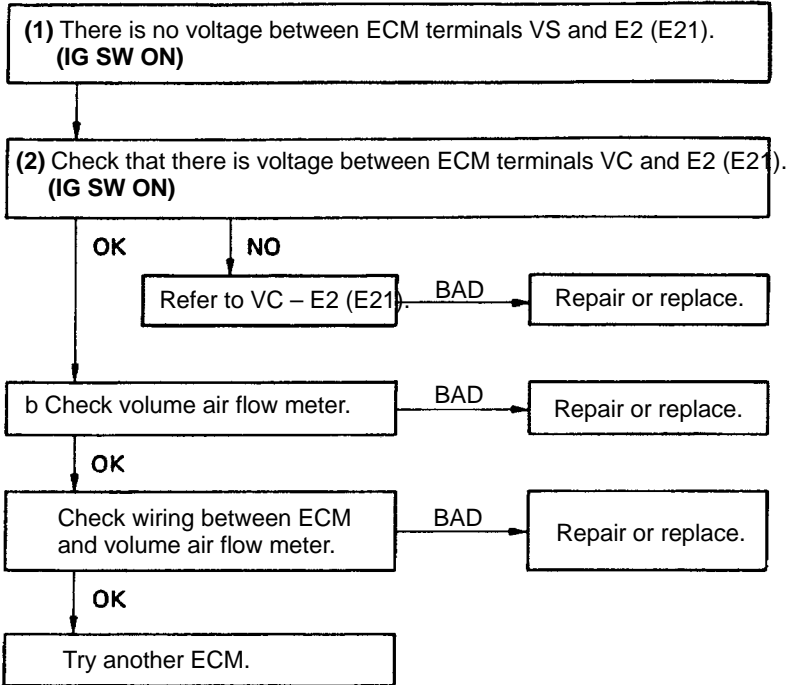 (1) There is no voltage between ECM terminals VS and E2 (E21).
(IG SW ON)
(2) Check that there is voltage between ECM terminals VC and E2 (E21).
(IG SW ON)
OK
NO
Refer to VC – E2 (E21).
BAD
Repair or replace.
b Check volume air flow meter.
BAD
Repair or replace.
OK
Check wiring between ECM
and volume air flow meter.
BAD
Repair or replace.
OK
Try another ECM.